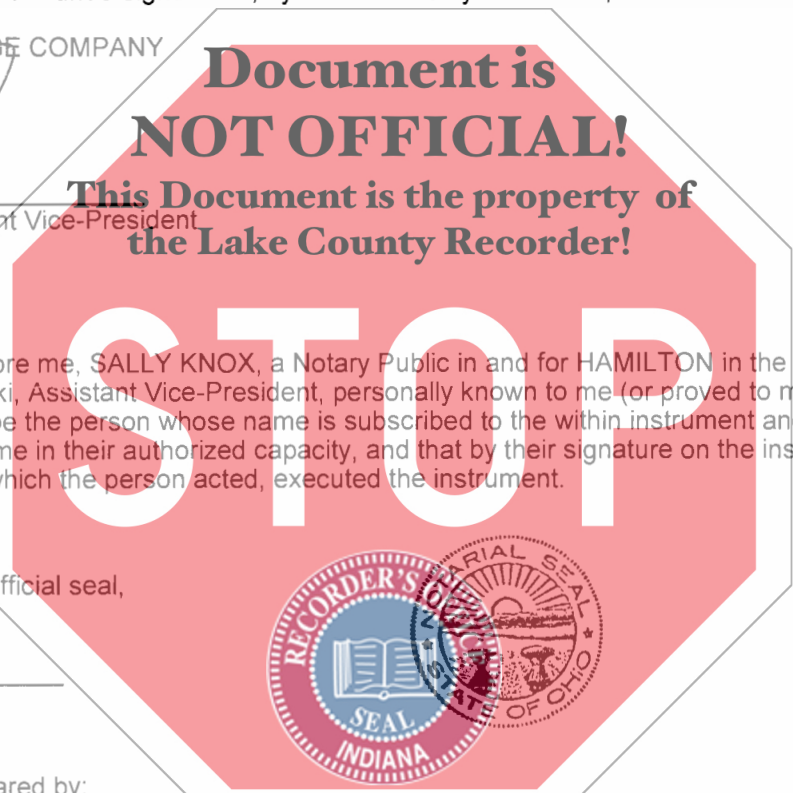 E COMPANY
Document is
NOT OFFICIAL!
This Document is the property of
nt Vice-President
the Lake County Recorder!
STOP
ore me, SALLY KNOX, a Notary Public in and for HAMILTON in the
ki, Assistant Vice-President, personally known to me (or proved to m
be the person whose name is subscribed to the within instrument an
me in their authorized capacity, and that by their signature on the ins
which the person acted, executed the instrument.
fficial seal,
RECORDER'S OFFICE
SEAL
INDIANA
NOTARIAL SEAL
STATE OF OHIO
ared by: